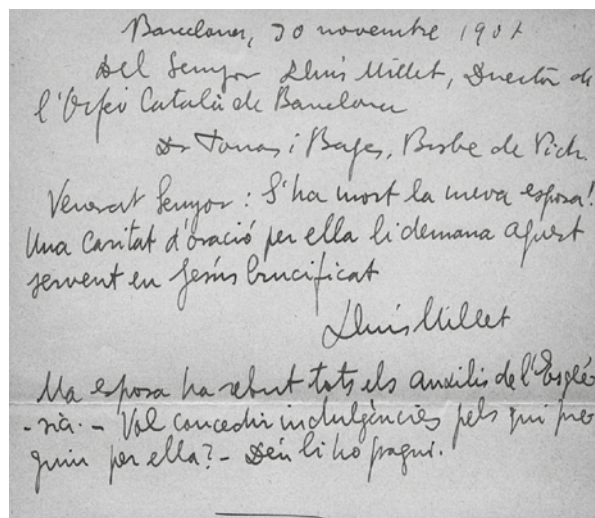 Barcelona, 30 novembre 1907
Del Senyor Lluís Millet, Director de
l'Orfeó Català de Barcelona
Dr Torras i Bages, Bisbe de Vich.
Venerat Senyor: S'ha mort la meva esposa!
Una caritat d'oració per ella li demana aquest
servent en Jesús Crucificat
Lluís Millet
Ma esposa ha rebut tots els auxilis de l'Esglé-
-sia. - Vol concedir indulgències pels qui pre-
guin per ella? - Déu li ho pagui.